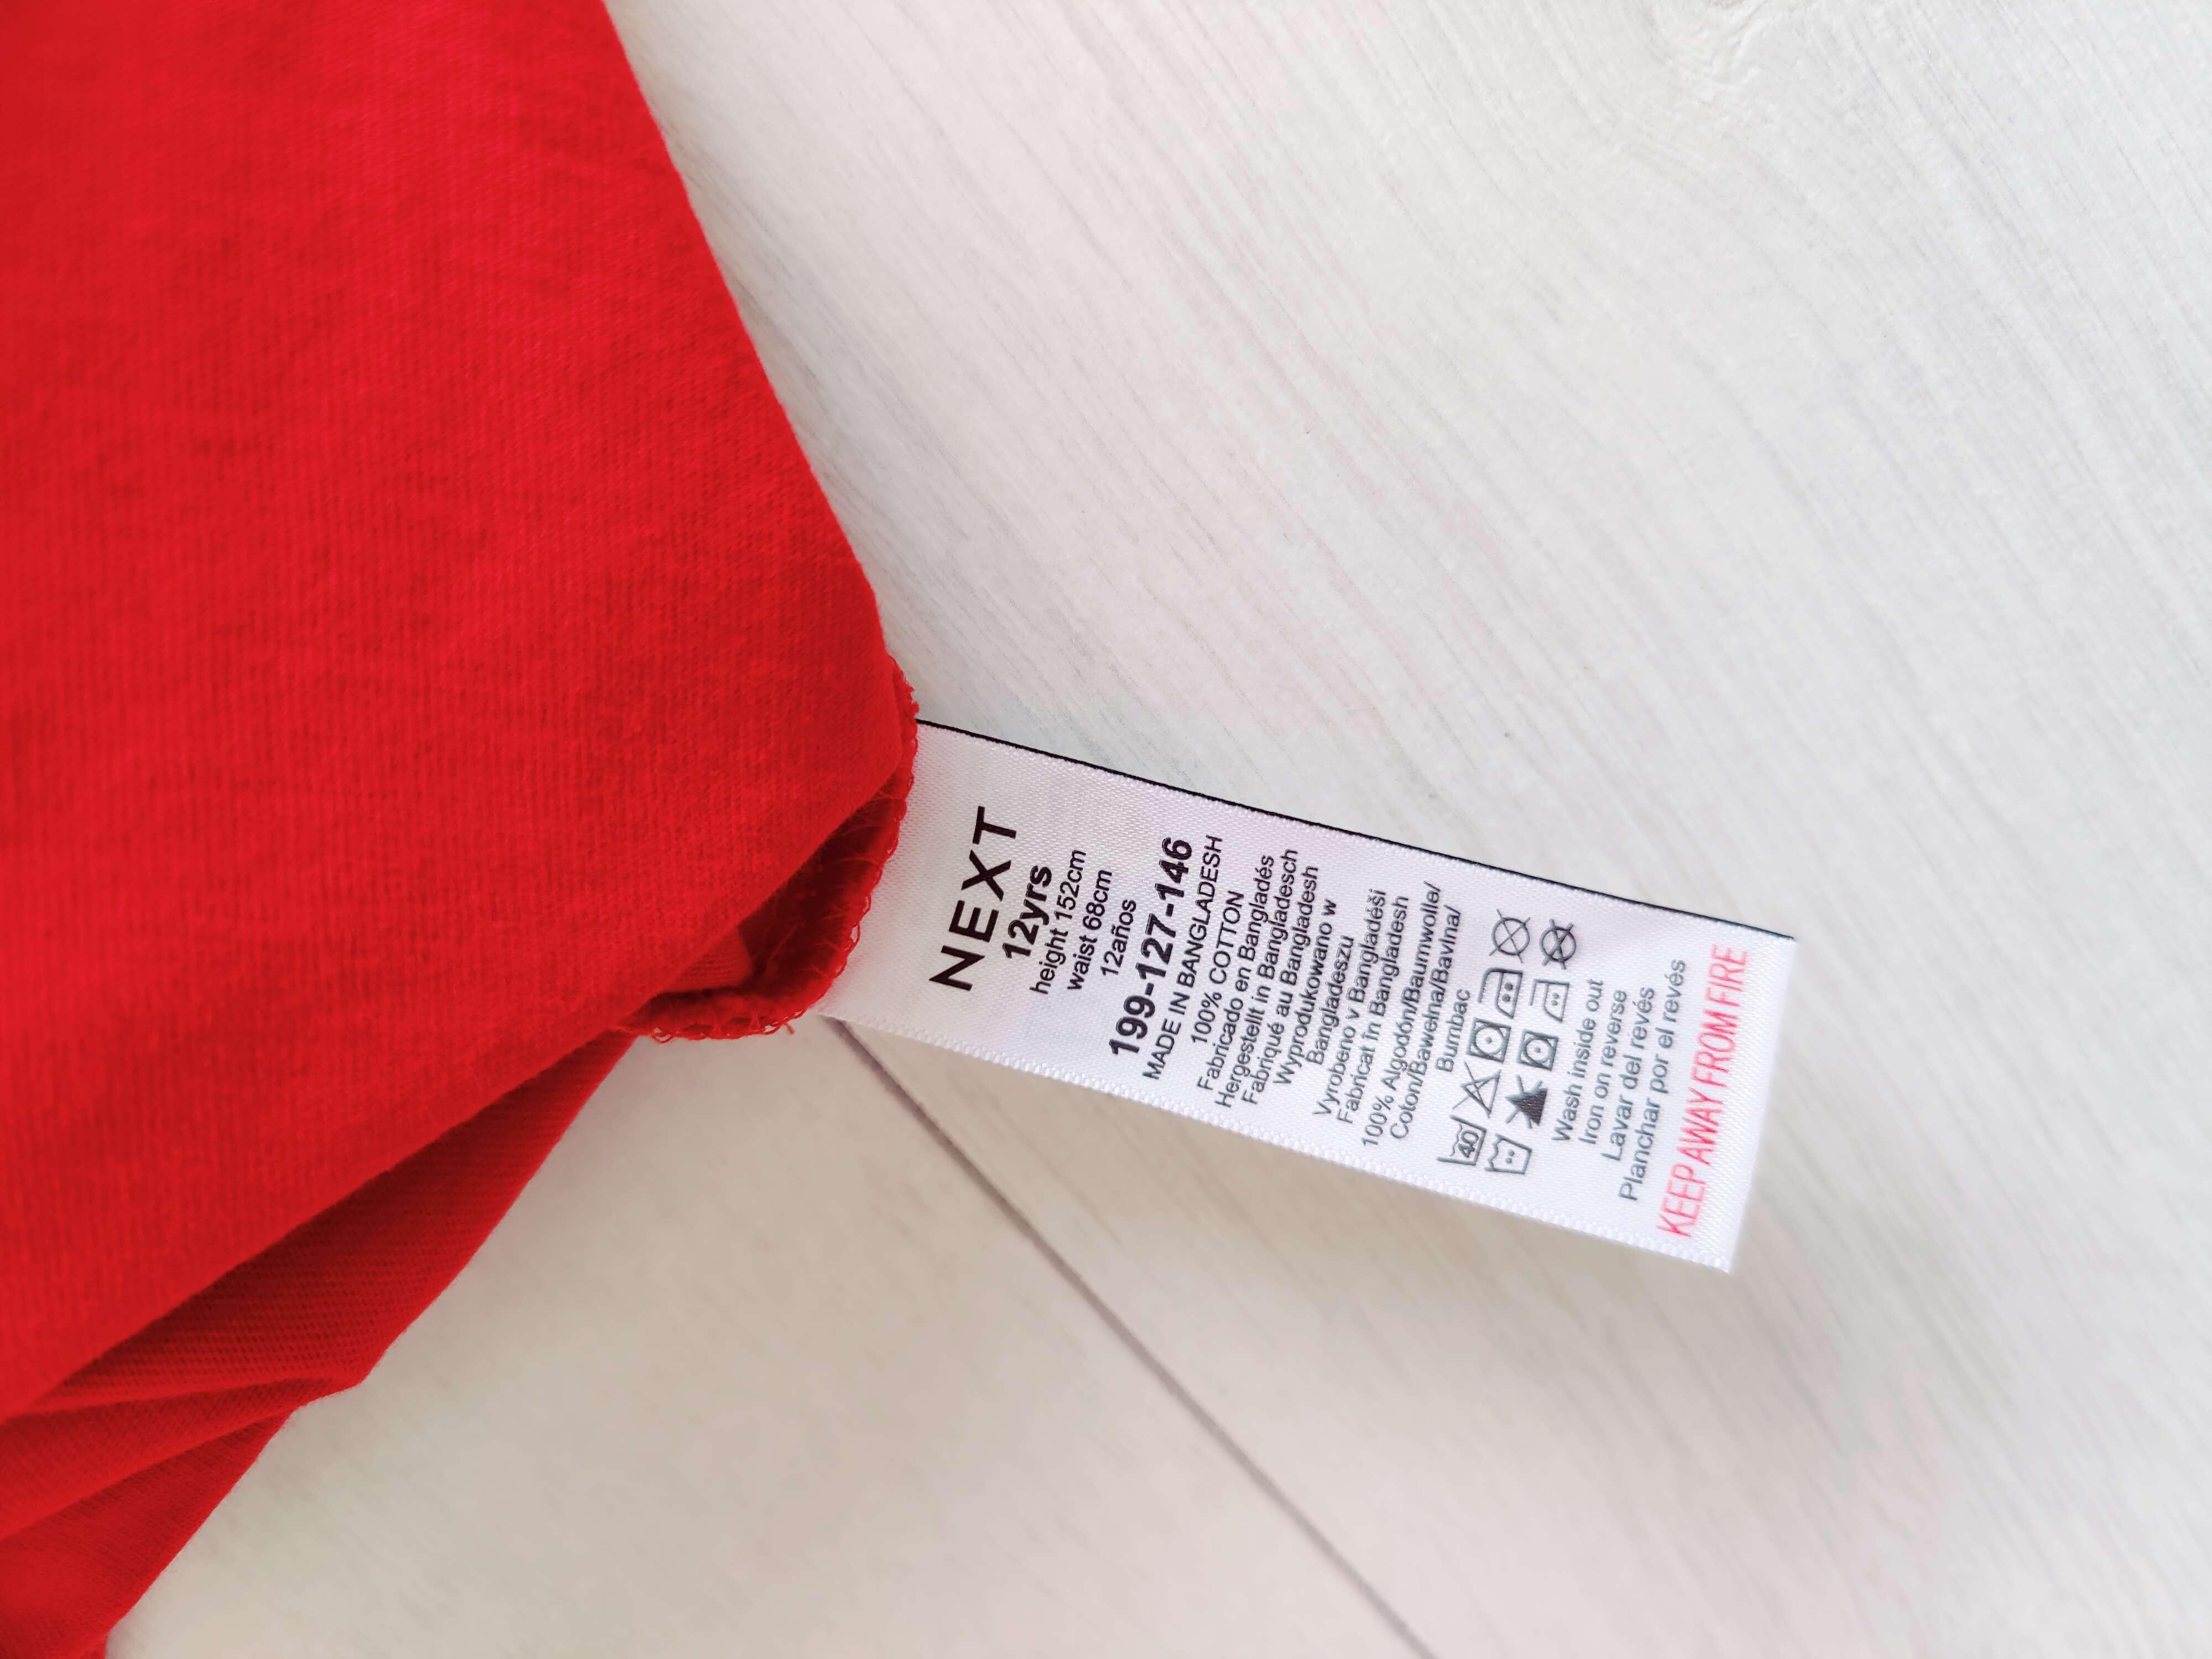 NEXT
12yrs
height 152cm
waist 68cm
12años
199-127-146
MADE IN BANGLADESH
100% COTTON
Fabricado en Bangladés
Hergestellt in Bangladesch
Fabriqué au Bangladesh
Wyprodukowano w
Bangladeszu
Vyrobeno v Bangladéši
Fabricat în Bangladesh
100% Algodón/Baumwolle/
Coton/Bawełna/Bavlna/
Bumbac
40
Wash inside out
Iron on reverse
Lavar del revés
Planchar por el revés
KEEP AWAY FROM FIRE